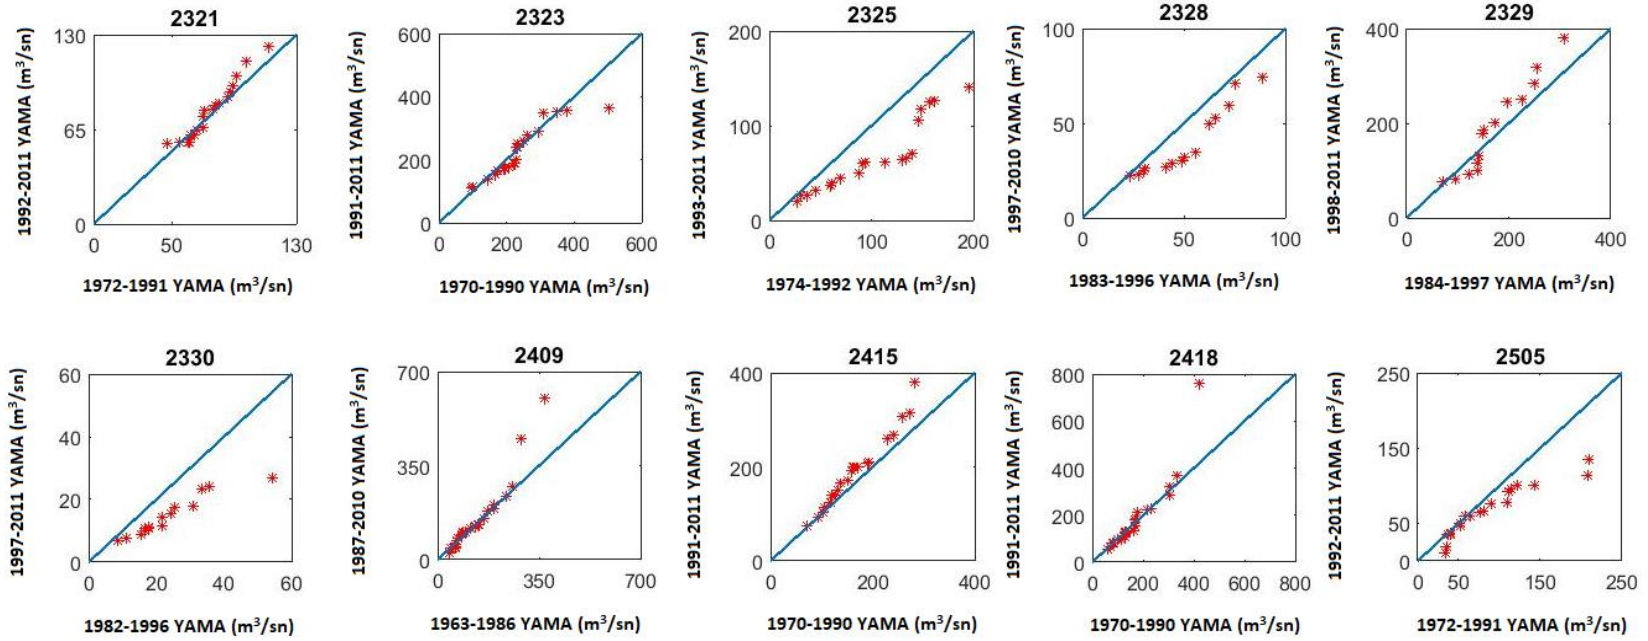 2321
1992-2011 YAMA (m³/sn)
130
65
0
0 50 130
1972-1991 YAMA (m³/sn)
2323
1991-2011 YAMA (m³/sn)
600
400
200
0
0 200 400 600
1970-1990 YAMA (m³/sn)
2325
1993-2011 YAMA (m³/sn)
200
100
0
0 100 200
1974-1992 YAMA (m³/sn)
2328
1997-2010 YAMA (m³/sn)
100
50
0
0 50 100
1983-1996 YAMA (m³/sn)
2329
1998-2011 YAMA (m³/sn)
400
200
0
0 200 400
1984-1997 YAMA (m³/sn)
2330
1997-2011 YAMA (m³/sn)
60
40
20
0
0 20 40 60
1982-1996 YAMA (m³/sn)
2409
1987-2010 YAMA (m³/sn)
700
350
0
0 350 700
1963-1986 YAMA (m³/sn)
2415
1991-2011 YAMA (m³/sn)
400
200
0
0 200 400
1970-1990 YAMA (m³/sn)
2418
1991-2011 YAMA (m³/sn)
800
600
400
200
0
0 200 400 600 800
1970-1990 YAMA (m³/sn)
2505
1992-2011 YAMA (m³/sn)
250
150
50
0
0 50 150 250
1972-1991 YAMA (m³/sn)